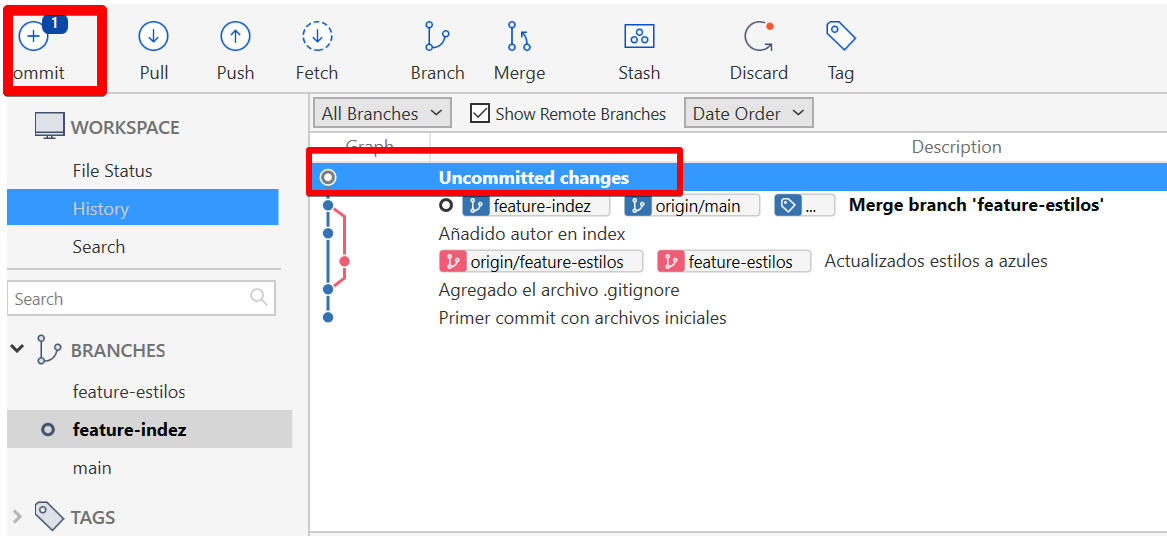 1
ommit Pull Push Fetch Branch Merge Stash Discard Tag
WORKSPACE
File Status
History
Search
Search
BRANCHES
feature-estilos
feature-indez
main
TAGS
All Branches Show Remote Branches Date Order
Graph Description
Uncommitted changes
feature-indez origin/main ... Merge branch 'feature-estilos'
Añadido autor en index
origin/feature-estilos feature-estilos Actualizados estilos a azules
Agregado el archivo .gitignore
Primer commit con archivos iniciales